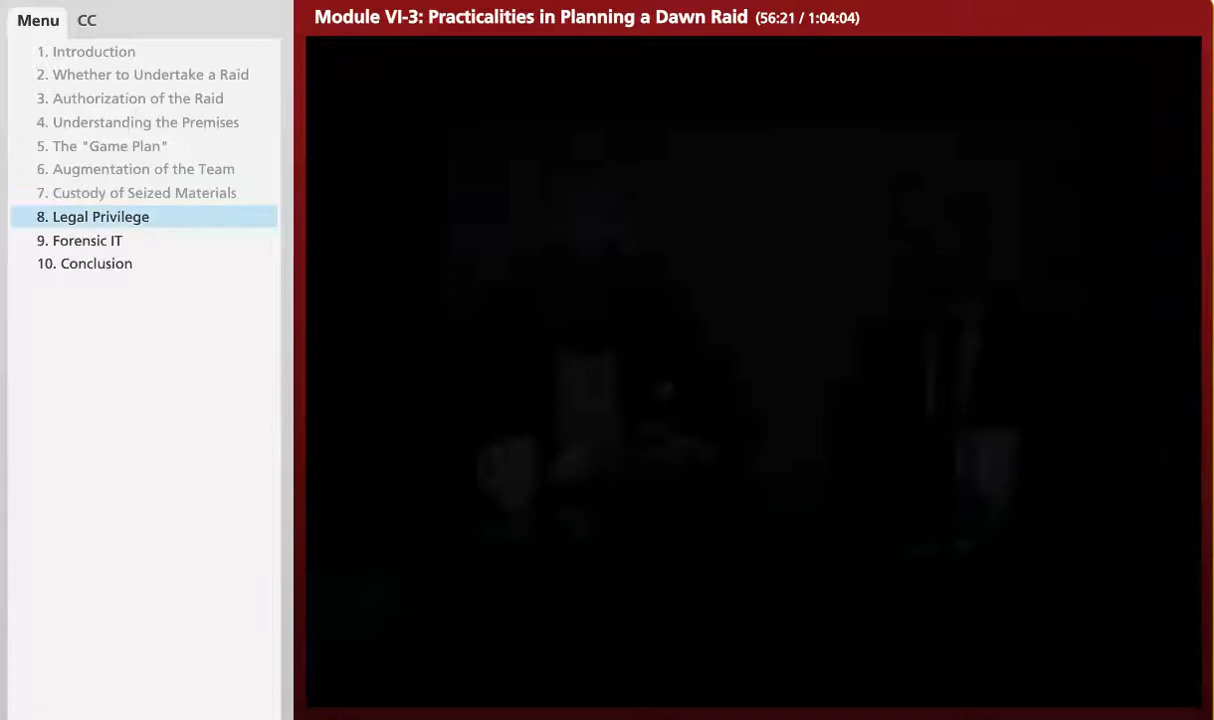 Menu CC
Module VI-3: Practicalities in Planning a Dawn Raid (56:21 / 1:04:04)
1. Introduction
2. Whether to Undertake a Raid
3. Authorization of the Raid
4. Understanding the Premises
5. The "Game Plan"
6. Augmentation of the Team
7. Custody of Seized Materials
8. Legal Privilege
9. Forensic IT
10. Conclusion